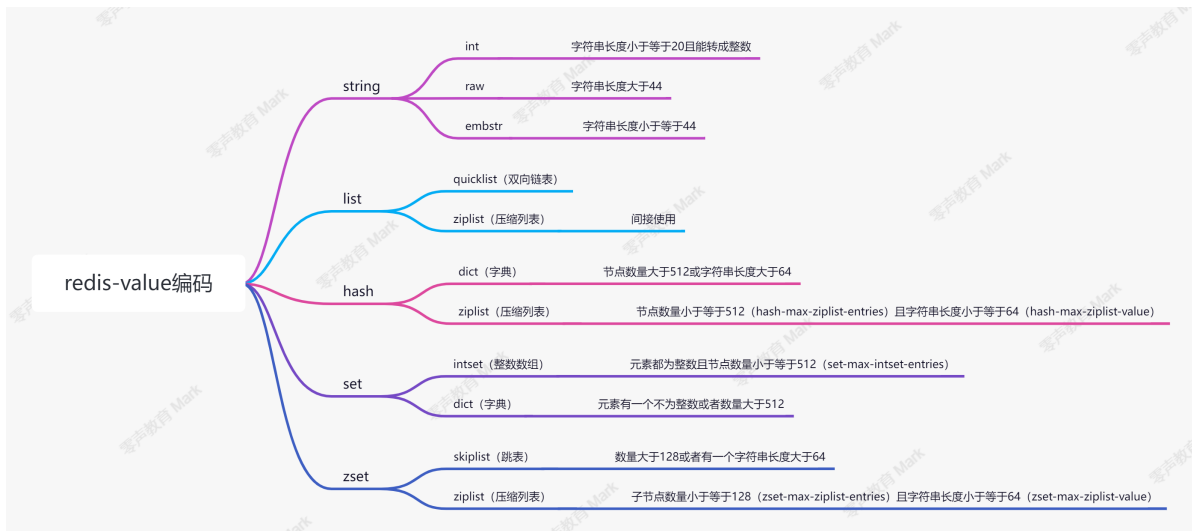 零声教育 Mark
redis-value编码
string
int 字符串长度小于等于20且能转成整数
raw 字符串长度大于44
embstr 字符串长度小于等于44
list
quicklist（双向链表）
ziplist（压缩列表） 间接使用
hash
dict（字典） 节点数量大于512或字符串长度大于64
ziplist（压缩列表） 节点数量小于等于512（hash-max-ziplist-entries）且字符串长度小于等于64（hash-max-ziplist-value）
set
intset（整数数组） 元素都为整数且节点数量小于等于512（set-max-intset-entries）
dict（字典） 元素有一个不为整数或者数量大于512
zset
skiplist（跳表） 数量大于128或者有一个字符串长度大于64
ziplist（压缩列表） 子节点数量小于等于128（zset-max-ziplist-entries）且字符串长度小于等于64（zset-max-ziplist-value）